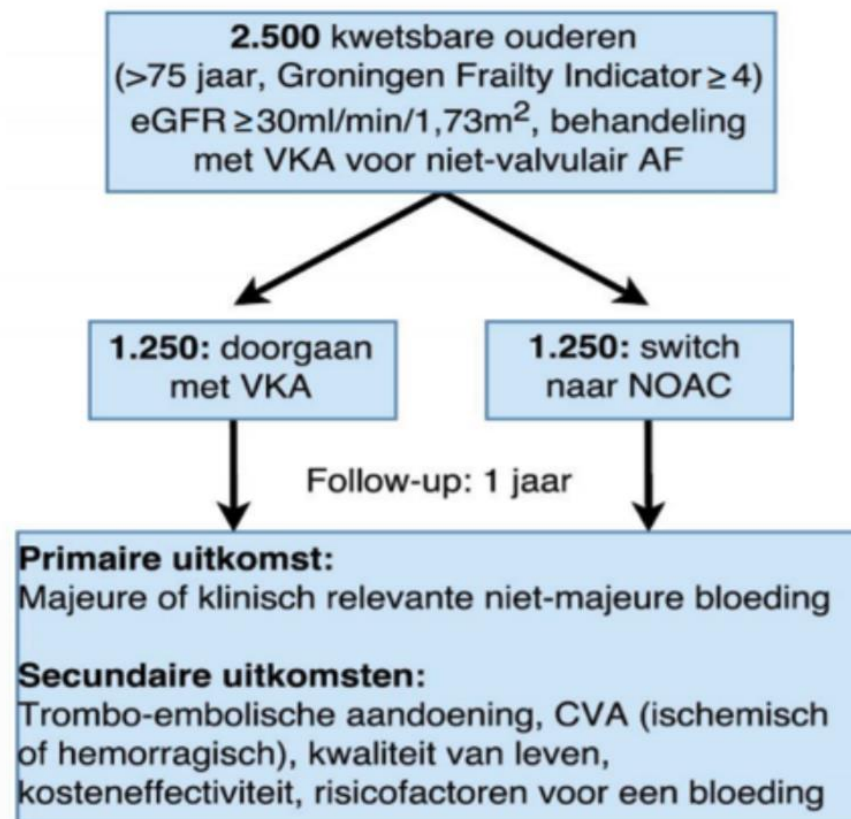 2.500 kwetsbare ouderen
(>75 jaar, Groningen Frailty Indicator ≥ 4)
eGFR ≥30ml/min/1,73m², behandeling
met VKA voor niet-valvulair AF
1.250: doorgaan
met VKA
1.250: switch
naar NOAC
Follow-up: 1 jaar
Primaire uitkomst:
Majeure of klinisch relevante niet-majeure bloeding
Secundaire uitkomsten:
Trombo-embolische aandoening, CVA (ischemisch
of hemorragisch), kwaliteit van leven,
kosteneffectiviteit, risicofactoren voor een bloeding